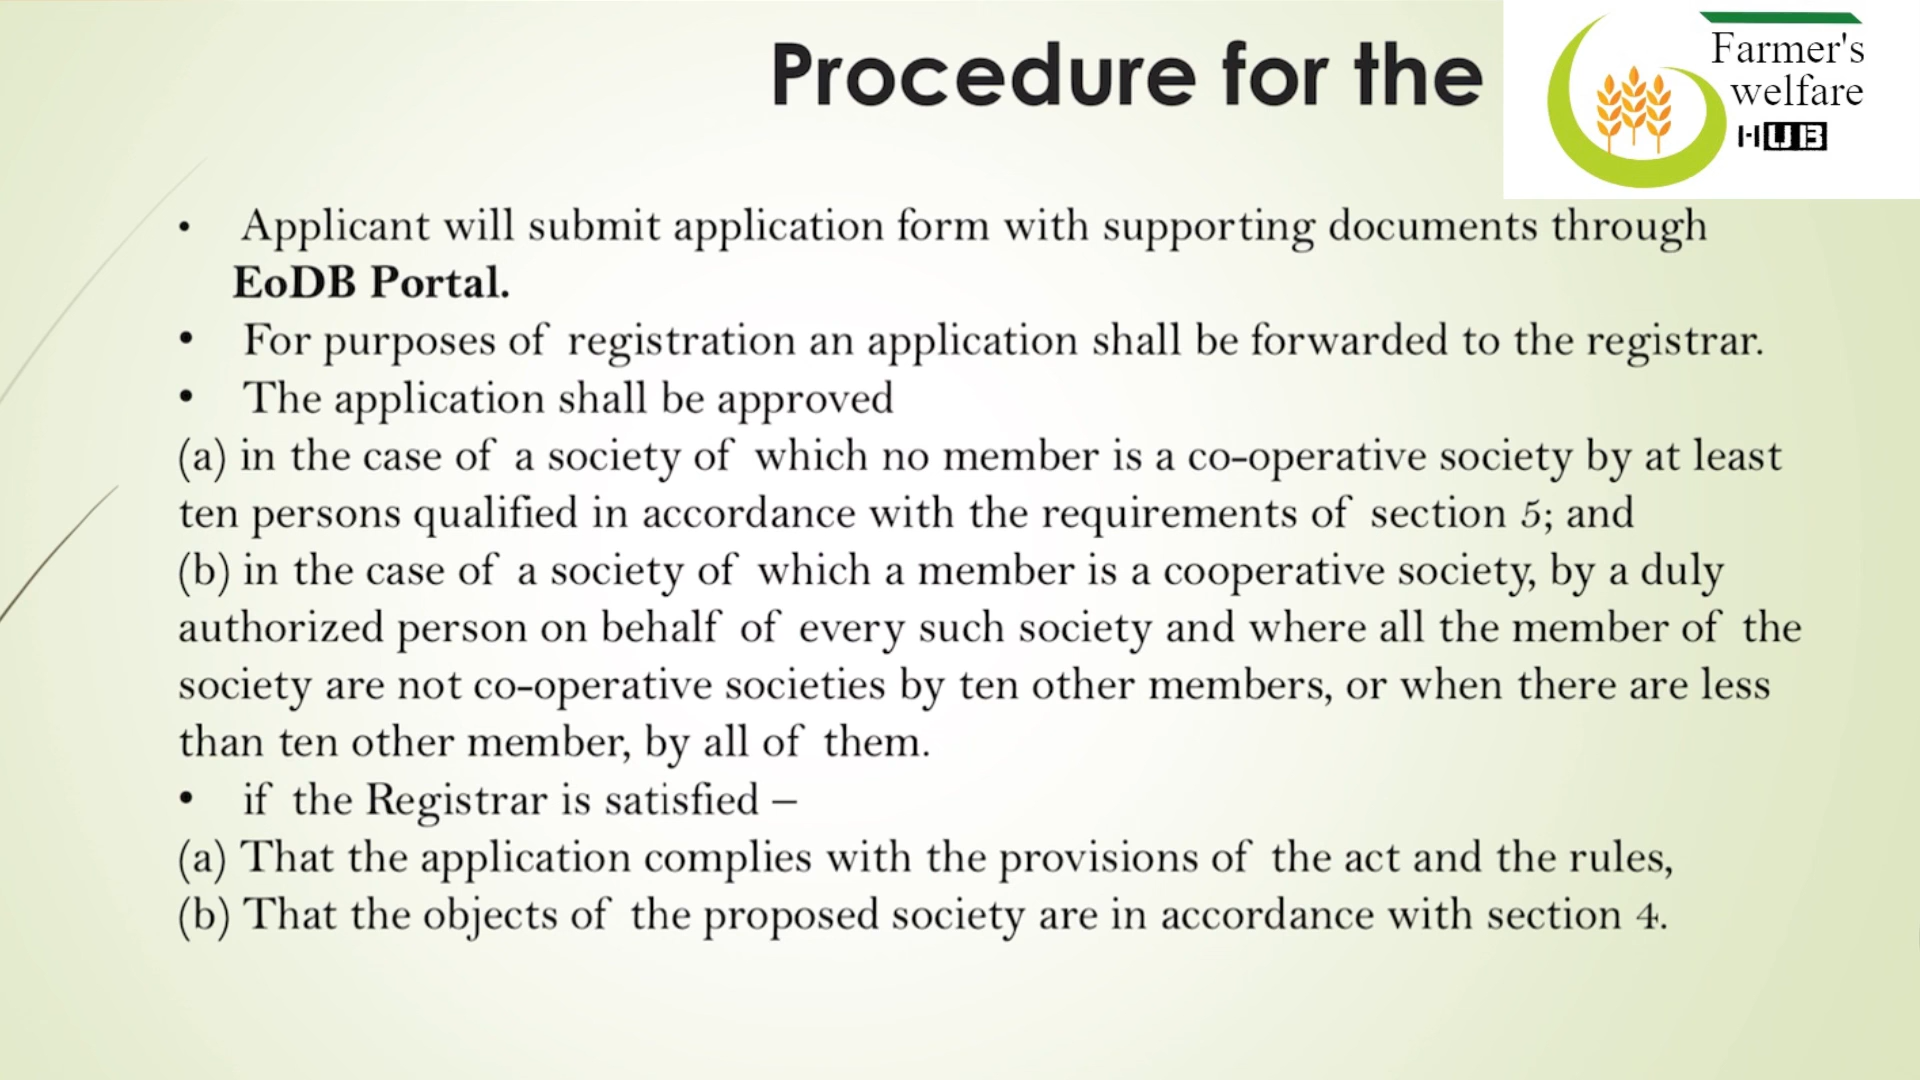 Procedure for the
Farmer's
welfare
HUB
• Applicant will submit application form with supporting documents through
EoDB Portal.
• For purposes of registration an application shall be forwarded to the registrar.
• The application shall be approved
(a) in the case of a society of which no member is a co-operative society by at least
ten persons qualified in accordance with the requirements of section 5; and
(b) in the case of a society of which a member is a cooperative society, by a duly
authorized person on behalf of every such society and where all the member of the
society are not co-operative societies by ten other members, or when there are less
than ten other member, by all of them.
• if the Registrar is satisfied –
(a) That the application complies with the provisions of the act and the rules,
(b) That the objects of the proposed society are in accordance with section 4.